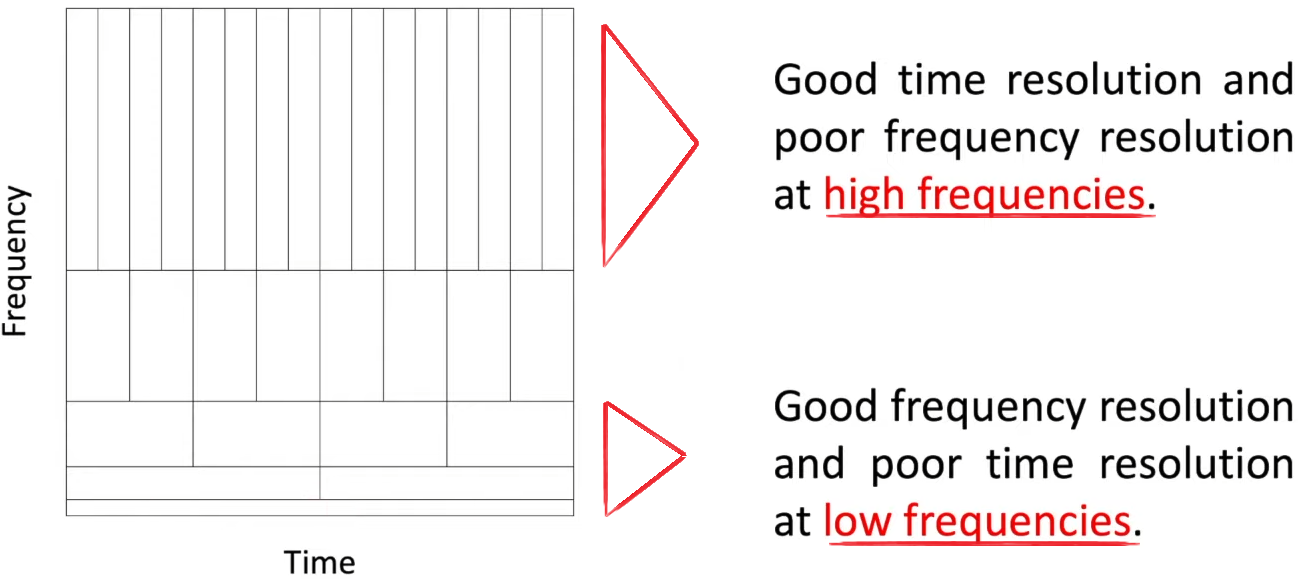 Frequency
Time
Good time resolution and
poor frequency resolution
at high frequencies.
Good frequency resolution
and poor time resolution
at low frequencies.